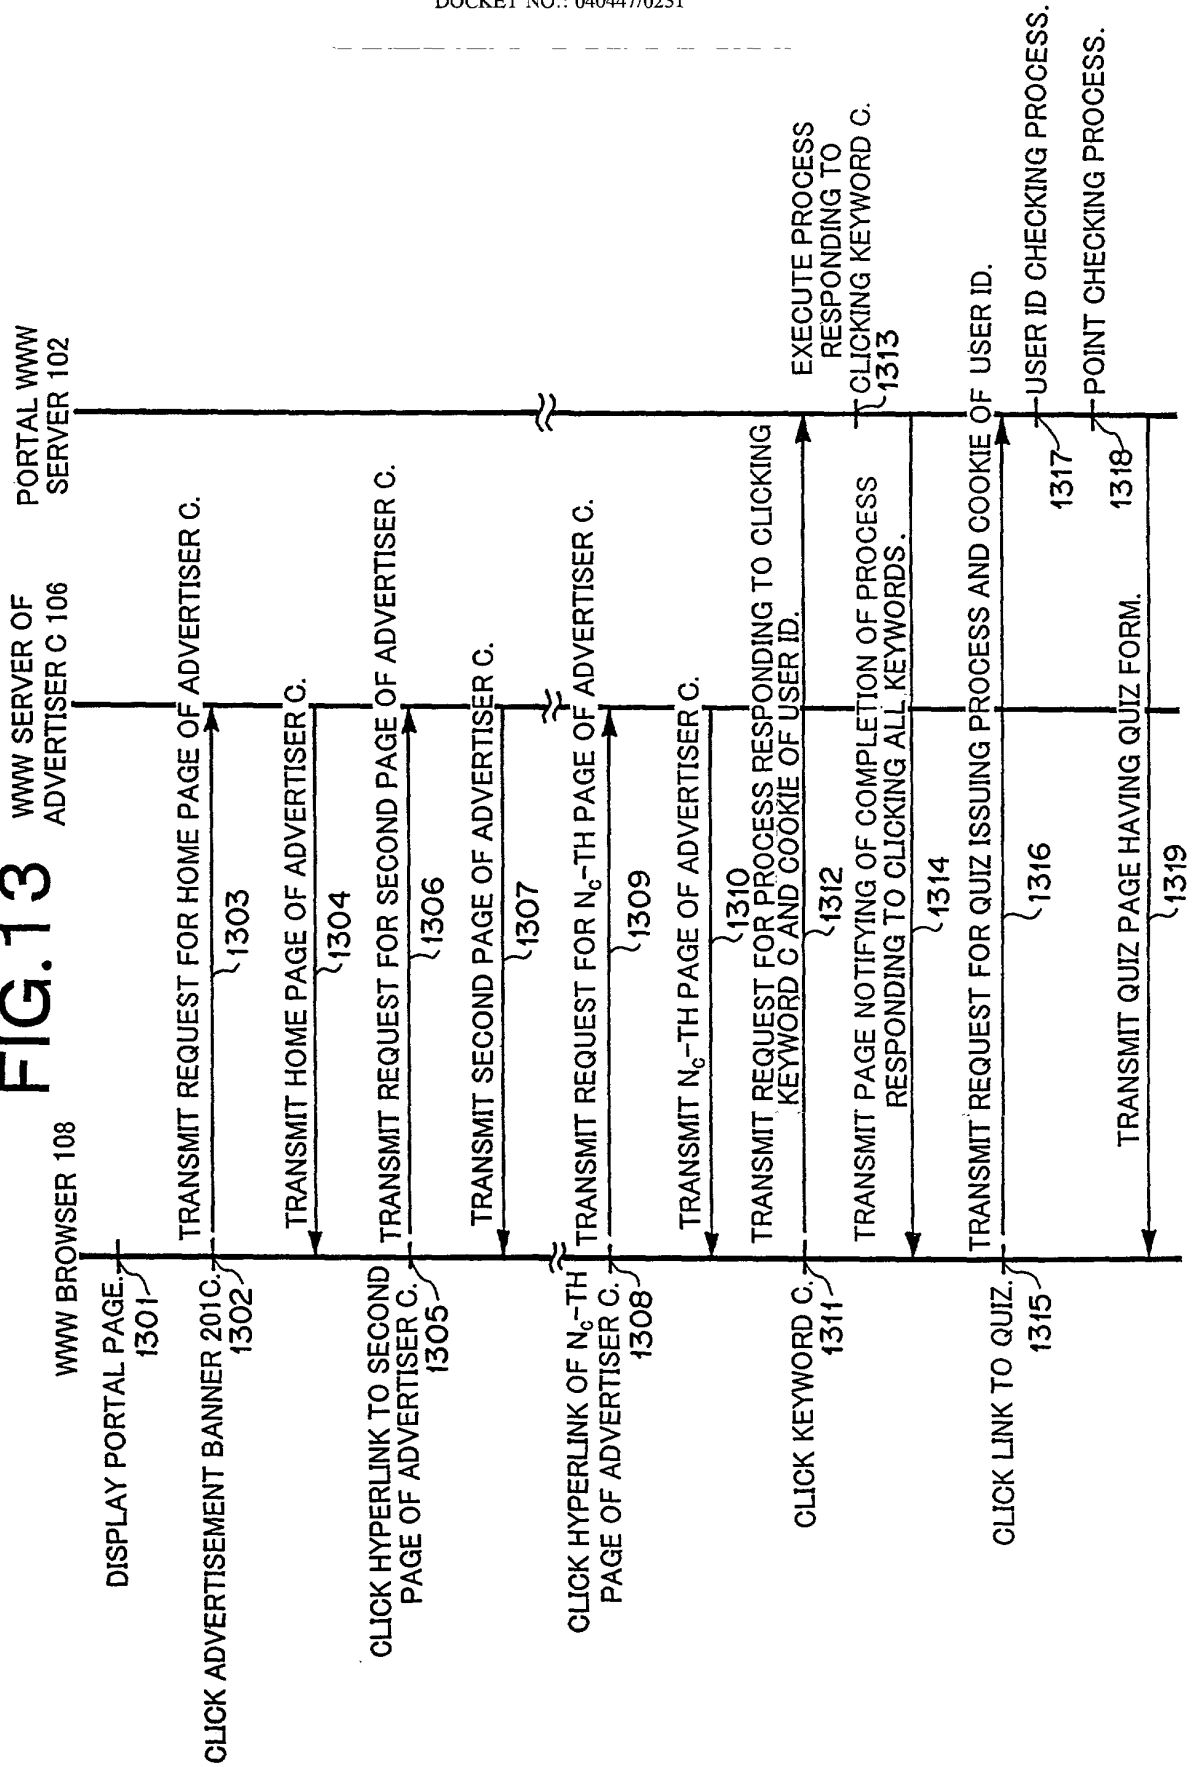 DOCKET NO.: 040447/0231
FIG.13
WWW BROWSER 108
WWW SERVER OF
ADVERTISER C 106
PORTAL WWW
SERVER 102
DISPLAY PORTAL PAGE.
1301
CLICK ADVERTISEMENT BANNER 201C.
1302
TRANSMIT REQUEST FOR HOME PAGE OF ADVERTISER C.
1303
TRANSMIT HOME PAGE OF ADVERTISER C.
1304
CLICK HYPERLINK TO SECOND
PAGE OF ADVERTISER C.
1305
TRANSMIT REQUEST FOR SECOND PAGE OF ADVERTISER C.
1306
TRANSMIT SECOND PAGE OF ADVERTISER C.
1307
CLICK HYPERLINK OF Nc-TH
PAGE OF ADVERTISER C.
1308
TRANSMIT REQUEST FOR Nc-TH PAGE OF ADVERTISER C.
1309
TRANSMIT Nc-TH PAGE OF ADVERTISER C.
1310
CLICK KEYWORD C.
1311
TRANSMIT REQUEST FOR PROCESS RESPONDING TO CLICKING
KEYWORD C AND COOKIE OF USER ID.
1312
EXECUTE PROCESS
RESPONDING TO
CLICKING KEYWORD C.
1313
TRANSMIT PAGE NOTIFYING OF COMPLETION OF PROCESS
RESPONDING TO CLICKING ALL KEYWORDS.
1314
CLICK LINK TO QUIZ.
1315
TRANSMIT REQUEST FOR QUIZ ISSUING PROCESS AND COOKIE OF USER ID.
1316
USER ID CHECKING PROCESS.
1317
POINT CHECKING PROCESS.
1318
TRANSMIT QUIZ PAGE HAVING QUIZ FORM.
1319